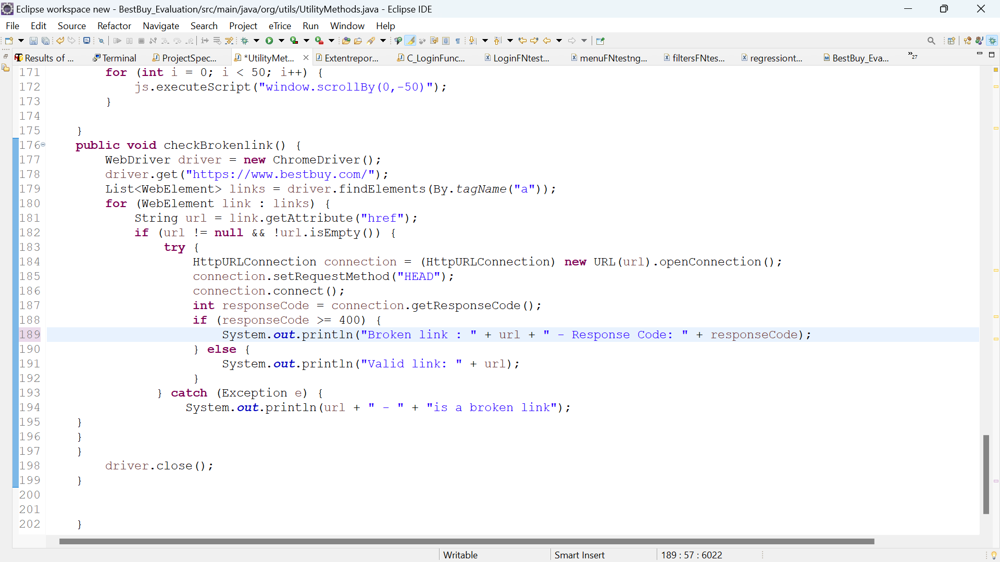 Eclipse workspace new - BestBuy_Evaluation/src/main/java/org/utils/UtilityMethods.java - Eclipse IDE
File Edit Source Refactor Navigate Search Project eTrice Run Window Help
Results of ... Terminal ProjectSpec... *UtilityMet... Extentrepor... C_LoginFunc... LoginFNtest... menuFNtestng... filtersFNtes... regressiont... BestBuy_Eva... »27
171 for (int i = 0; i < 50; i++) {
172 js.executeScript("window.scrollBy(0,-50)");
173 }
174
175 }
176 public void checkBrokenlink() {
177 WebDriver driver = new ChromeDriver();
178 driver.get("https://www.bestbuy.com/");
179 List<WebElement> links = driver.findElements(By.tagName("a"));
180 for (WebElement link : links) {
181 String url = link.getAttribute("href");
182 if (url != null && !url.isEmpty()) {
183 try {
184 HttpURLConnection connection = (HttpURLConnection) new URL(url).openConnection();
185 connection.setRequestMethod("HEAD");
186 connection.connect();
187 int responseCode = connection.getResponseCode();
188 if (responseCode >= 400) {
189 System.out.println("Broken link : " + url + " - Response Code: " + responseCode);
190 } else {
191 System.out.println("Valid link: " + url);
192 }
193 } catch (Exception e) {
194 System.out.println(url + " - " + "is a broken link");
195 }
196 }
197 }
198 driver.close();
199 }
200
201
202 }
Writable Smart Insert 189 : 57 : 6022